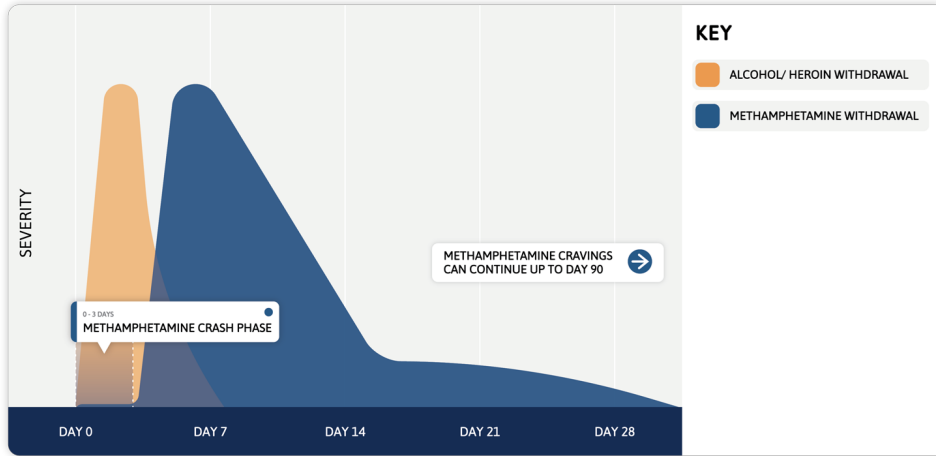 KEY
ALCOHOL/ HEROIN WITHDRAWAL
METHAMPHETAMINE WITHDRAWAL
SEVERITY
METHAMPHETAMINE CRAVINGS
CAN CONTINUE UP TO DAY 90
0 - 3 DAYS
METHAMPHETAMINE CRASH PHASE
DAY 0
DAY 7
DAY 14
DAY 21
DAY 28